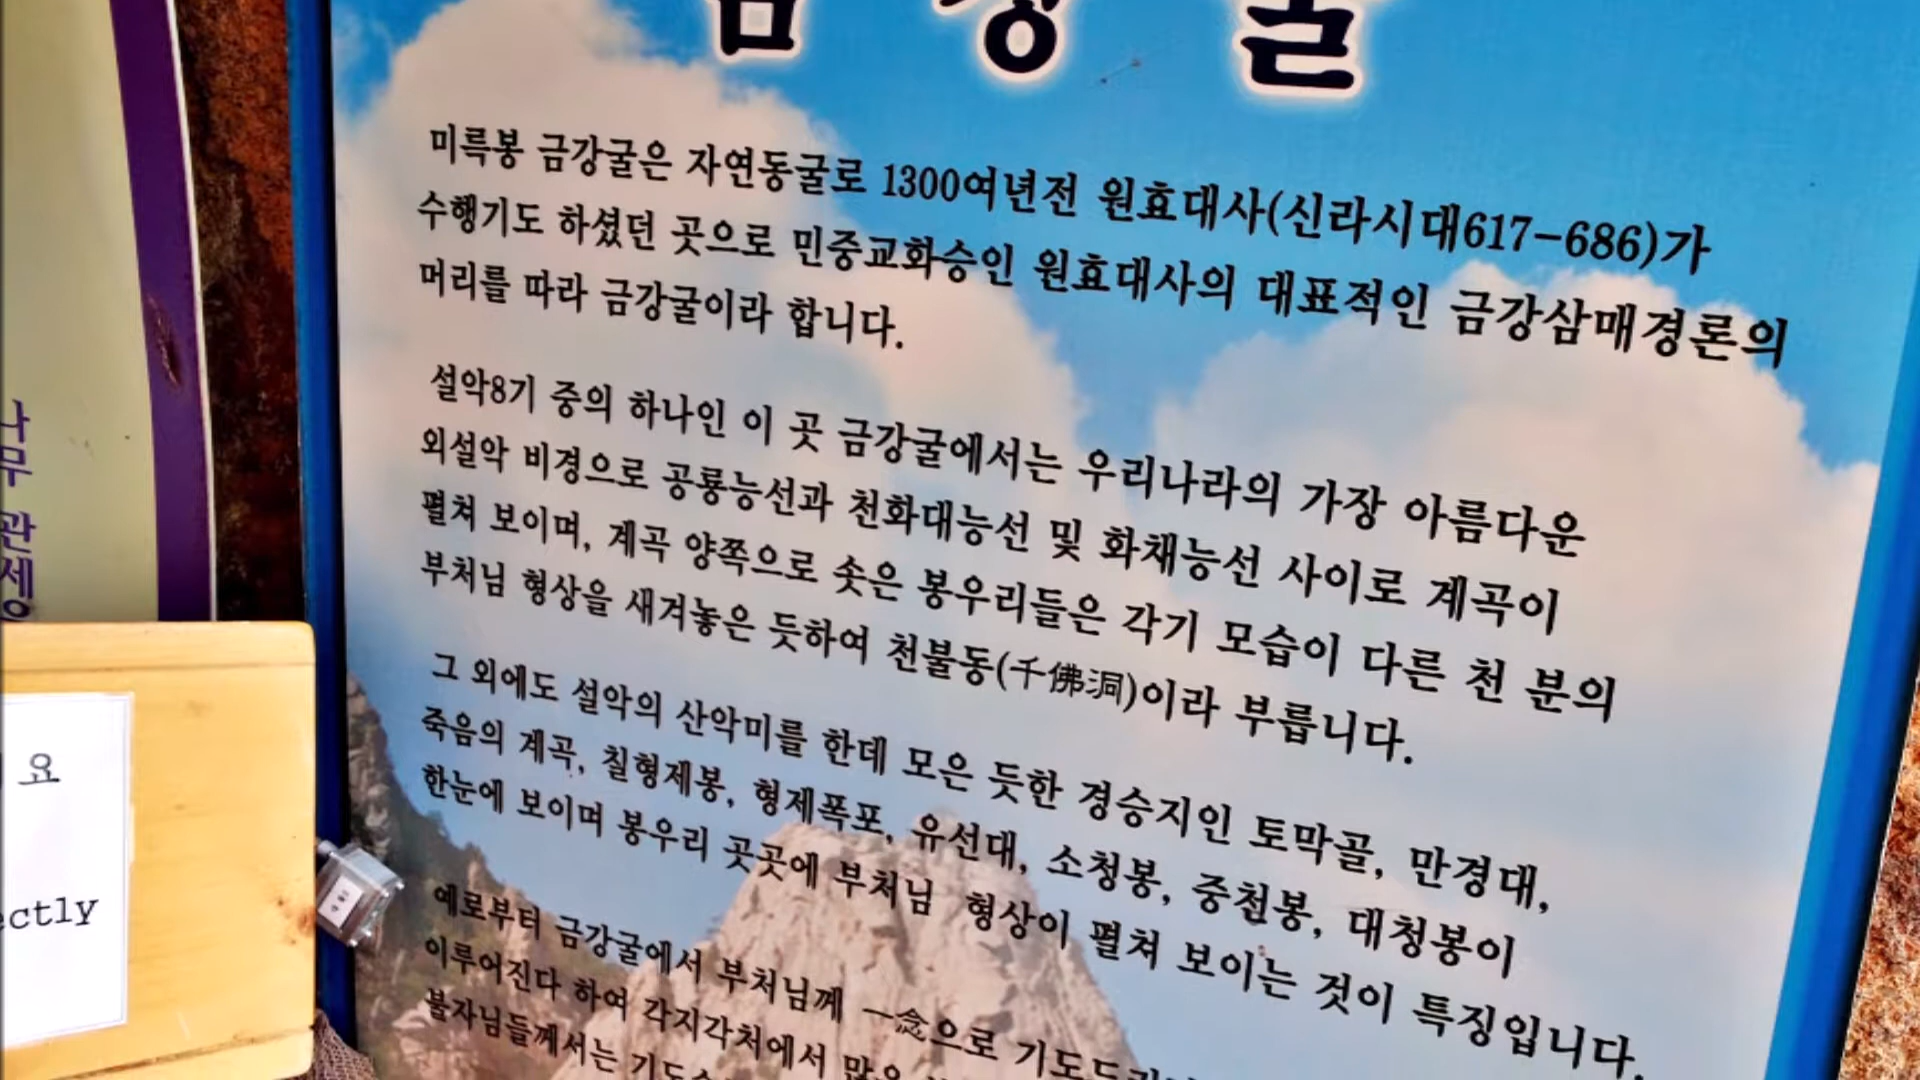 금강굴
미륵봉 금강굴은 자연동굴로 1300여년전 원효대사(신라시대617-686)가
수행기도 하셨던 곳으로 민중교화승인 원효대사의 대표적인 금강삼매경론의
머리를 따라 금강굴이라 합니다.
설악8기 중의 하나인 이 곳 금강굴에서는 우리나라의 가장 아름다운
외설악 비경으로 공룡능선과 천화대능선 및 화채능선 사이로 계곡이
펼쳐 보이며, 계곡 양쪽으로 솟은 봉우리들은 각기 모습이 다른 천 분의
부처님 형상을 새겨놓은 듯하여 천불동(千佛洞)이라 부릅니다.
그 외에도 설악의 산악미를 한데 모은 듯한 경승지인 토막골, 만경대,
죽음의 계곡, 칠형제봉, 형제폭포, 유선대, 소청봉, 중천봉, 대청봉이
한눈에 보이며 봉우리 곳곳에 부처님 형상이 펼쳐 보이는 것이 특징입니다.
예로부터 금강굴에서 부처님께 一念으로
이루어진다 하여 각지각처에서 많은
불자님들께서는
나무 관세
요
ectly